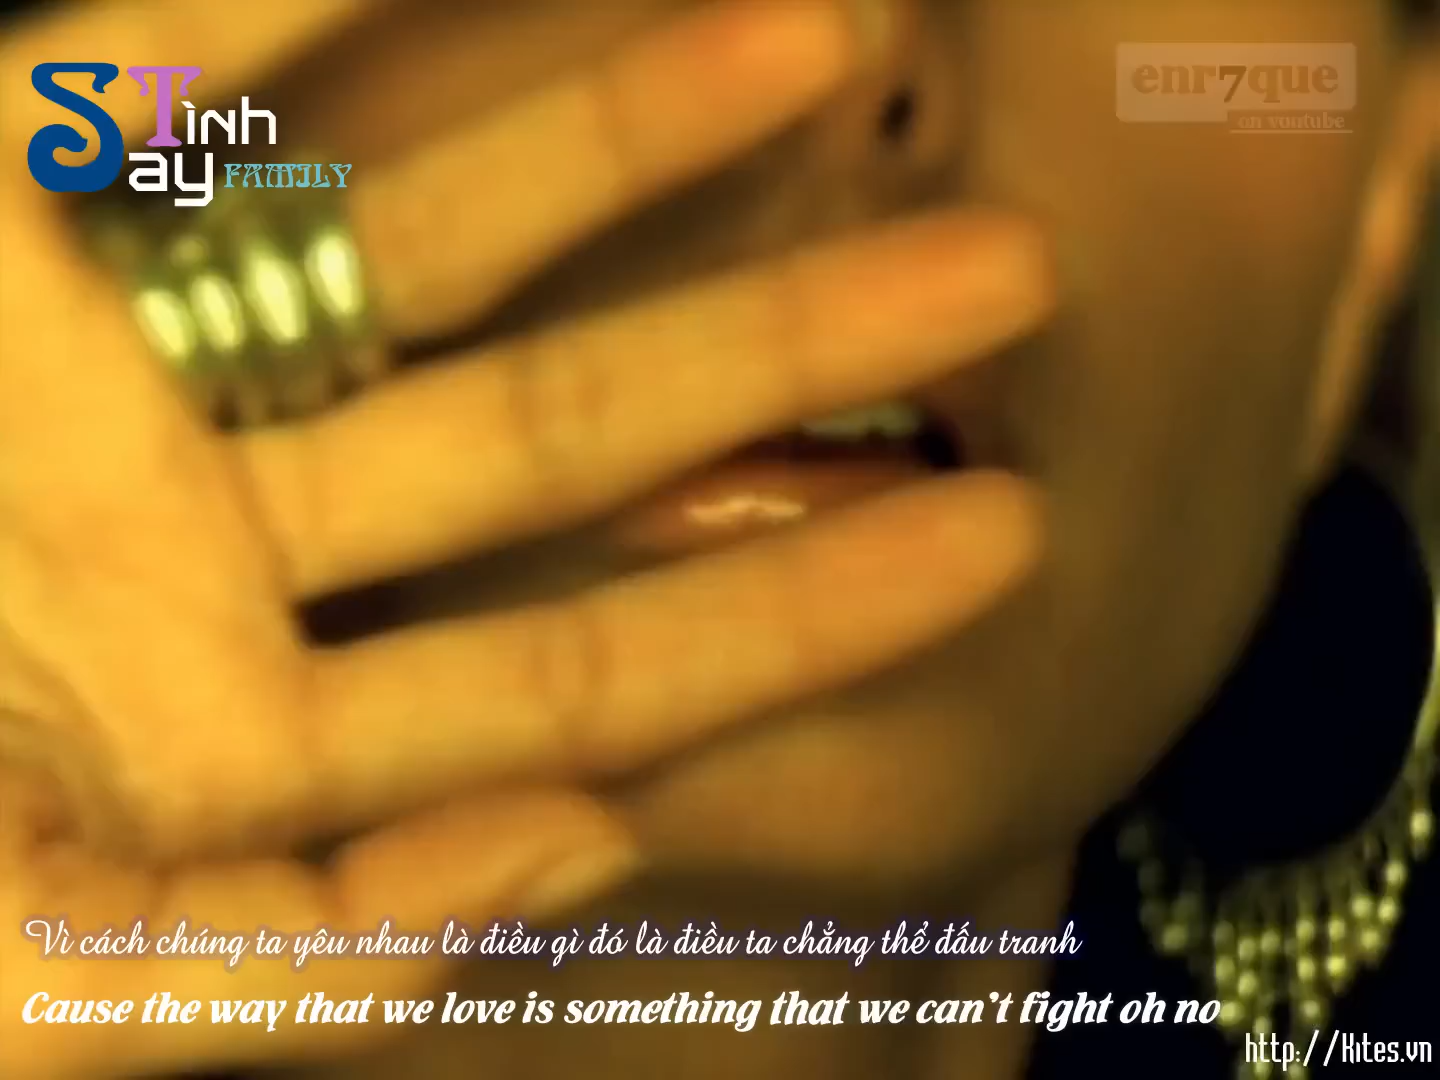 Tình
Say FAMILY
enr7que
on youtube
Vì cách chúng ta yêu nhau là điều gì đó là điều ta chẳng thể đấu tranh
Cause the way that we love is something that we can't fight oh no
http://Kites.vn